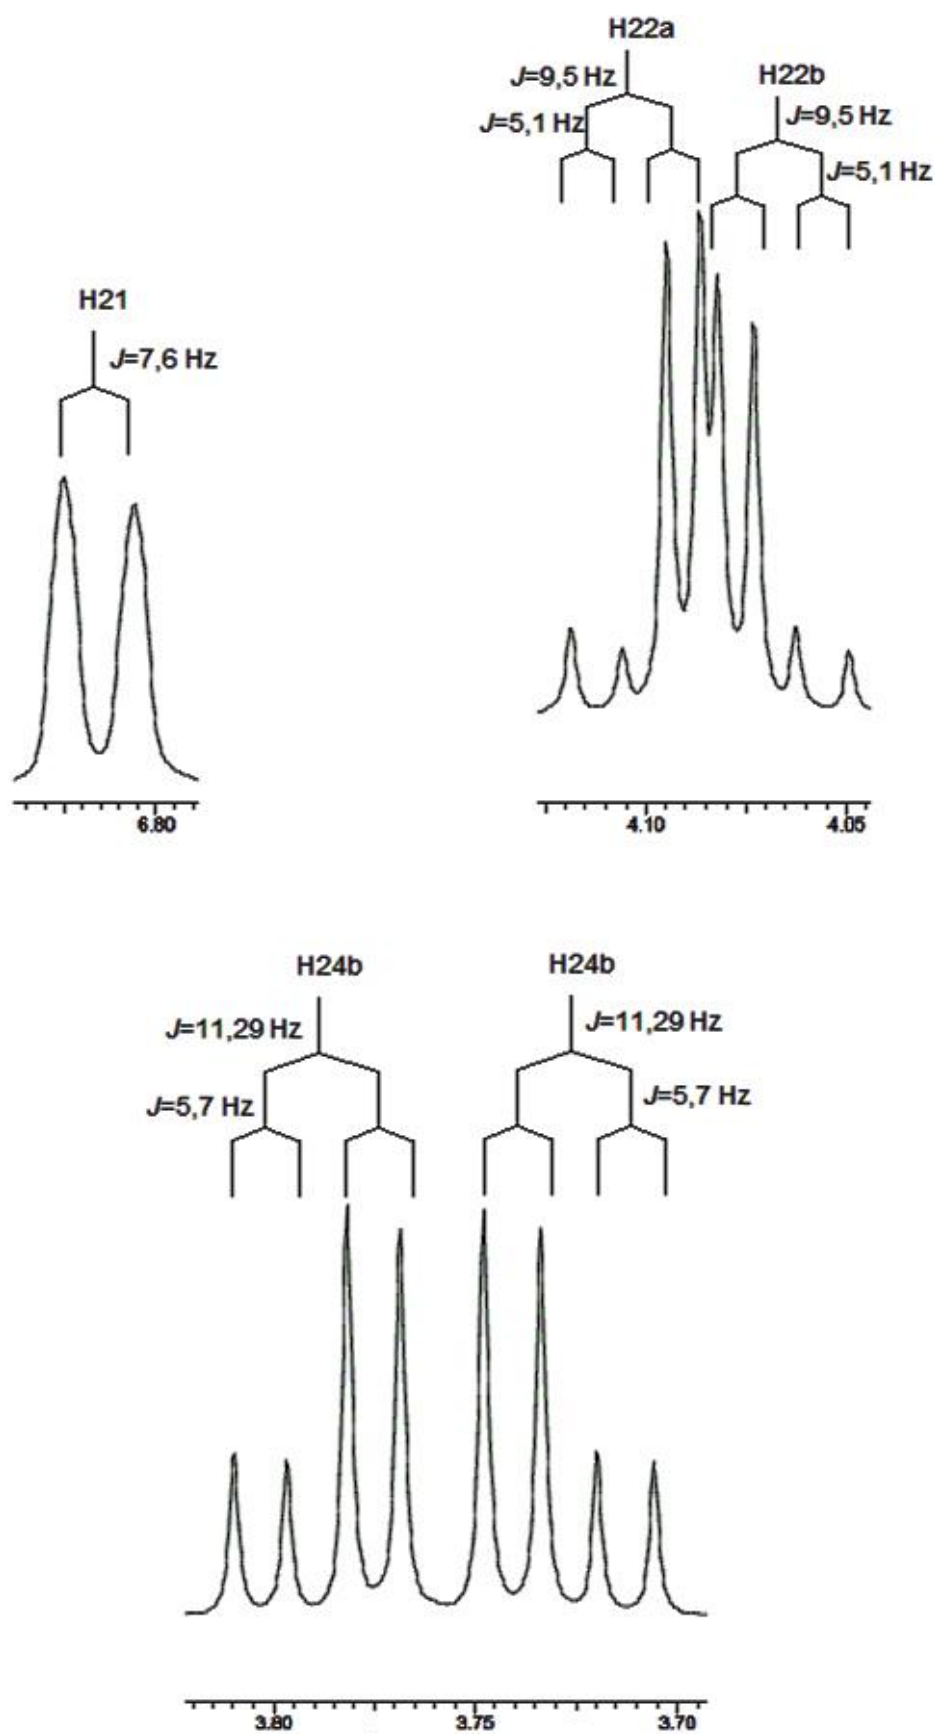 H22a
J=9,5 Hz
H22b
J=5,1 Hz
J=9,5 Hz
J=5,1 Hz
H21
J=7,6 Hz
6.80
4.10 4.05
H24b H24b
J=11,29 Hz J=11,29 Hz
J=5,7 Hz J=5,7 Hz
3.80 3.75 3.70